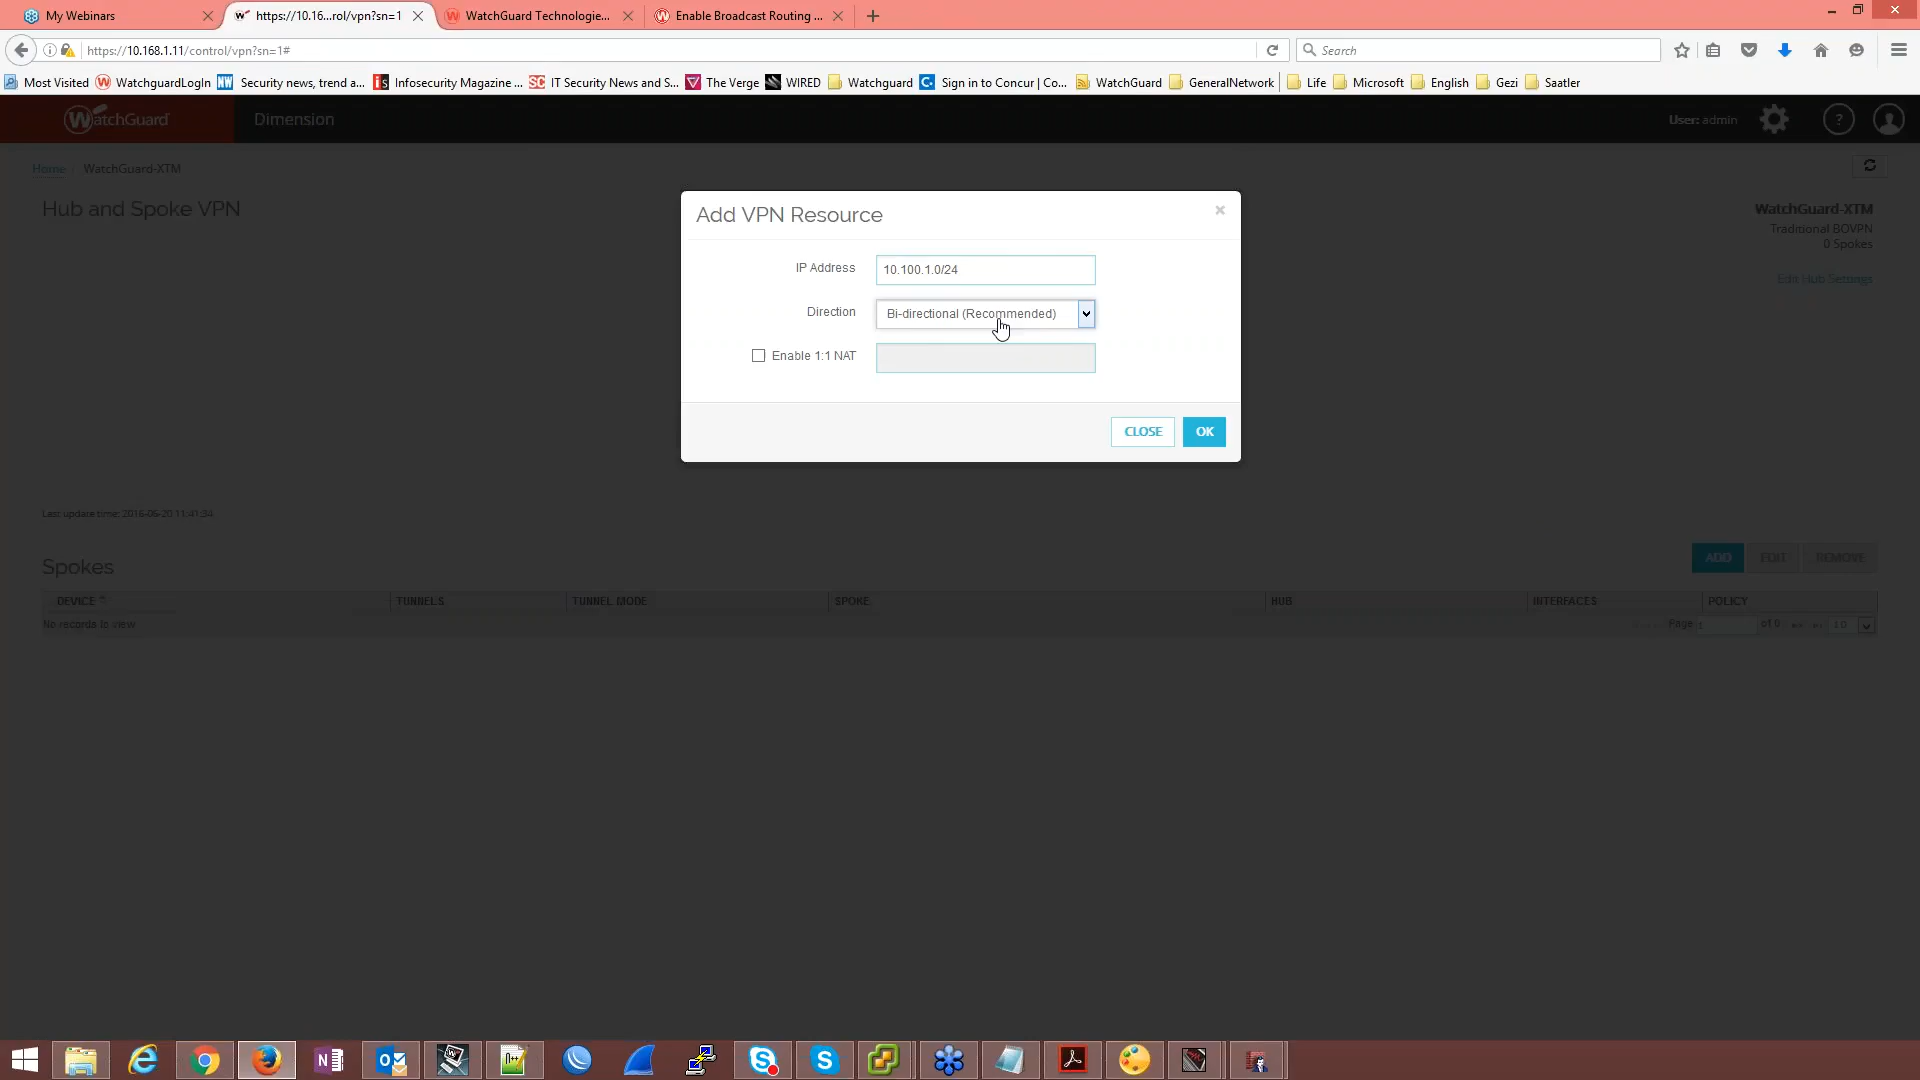 My Webinars
https://10.16...rol/vpn?sn=1
WatchGuard Technologie...
Enable Broadcast Routing ...
https://10.168.1.11/control/vpn?sn=1#
Search
Most Visited
WatchguardLogIn
Security news, trend a...
Infosecurity Magazine ...
IT Security News and S...
The Verge
WIRED
Watchguard
Sign in to Concur | Co...
WatchGuard
GeneralNetwork
Life
Microsoft
English
Gezi
Saatler
WatchGuard
Dimension
User: admin
Home
WatchGuard-XTM
Hub and Spoke VPN
WatchGuard-XTM
Traditional BOVPN
0 Spokes
Edit Hub Settings
Add VPN Resource
IP Address
10.100.1.0/24
Direction
Bi-directional (Recommended)
Enable 1:1 NAT
CLOSE
OK
Last update time: 2016-06-20 11:41:34
Spokes
ADD
EDIT
REMOVE
DEVICE
TUNNELS
TUNNEL MODE
SPOKE
HUB
INTERFACES
POLICY
No records to view
Page 1 of 0
10